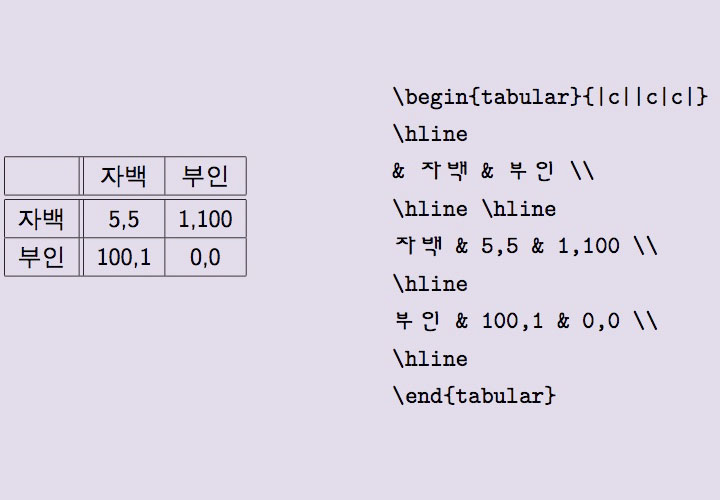 자백 부인
자백 5,5 1,100
부인 100,1 0,0
\begin{tabular}{|c||c|c|}
\hline
& 자백 & 부인 \\
\hline \hline
자백 & 5,5 & 1,100 \\
\hline
부인 & 100,1 & 0,0 \\
\hline
\end{tabular}